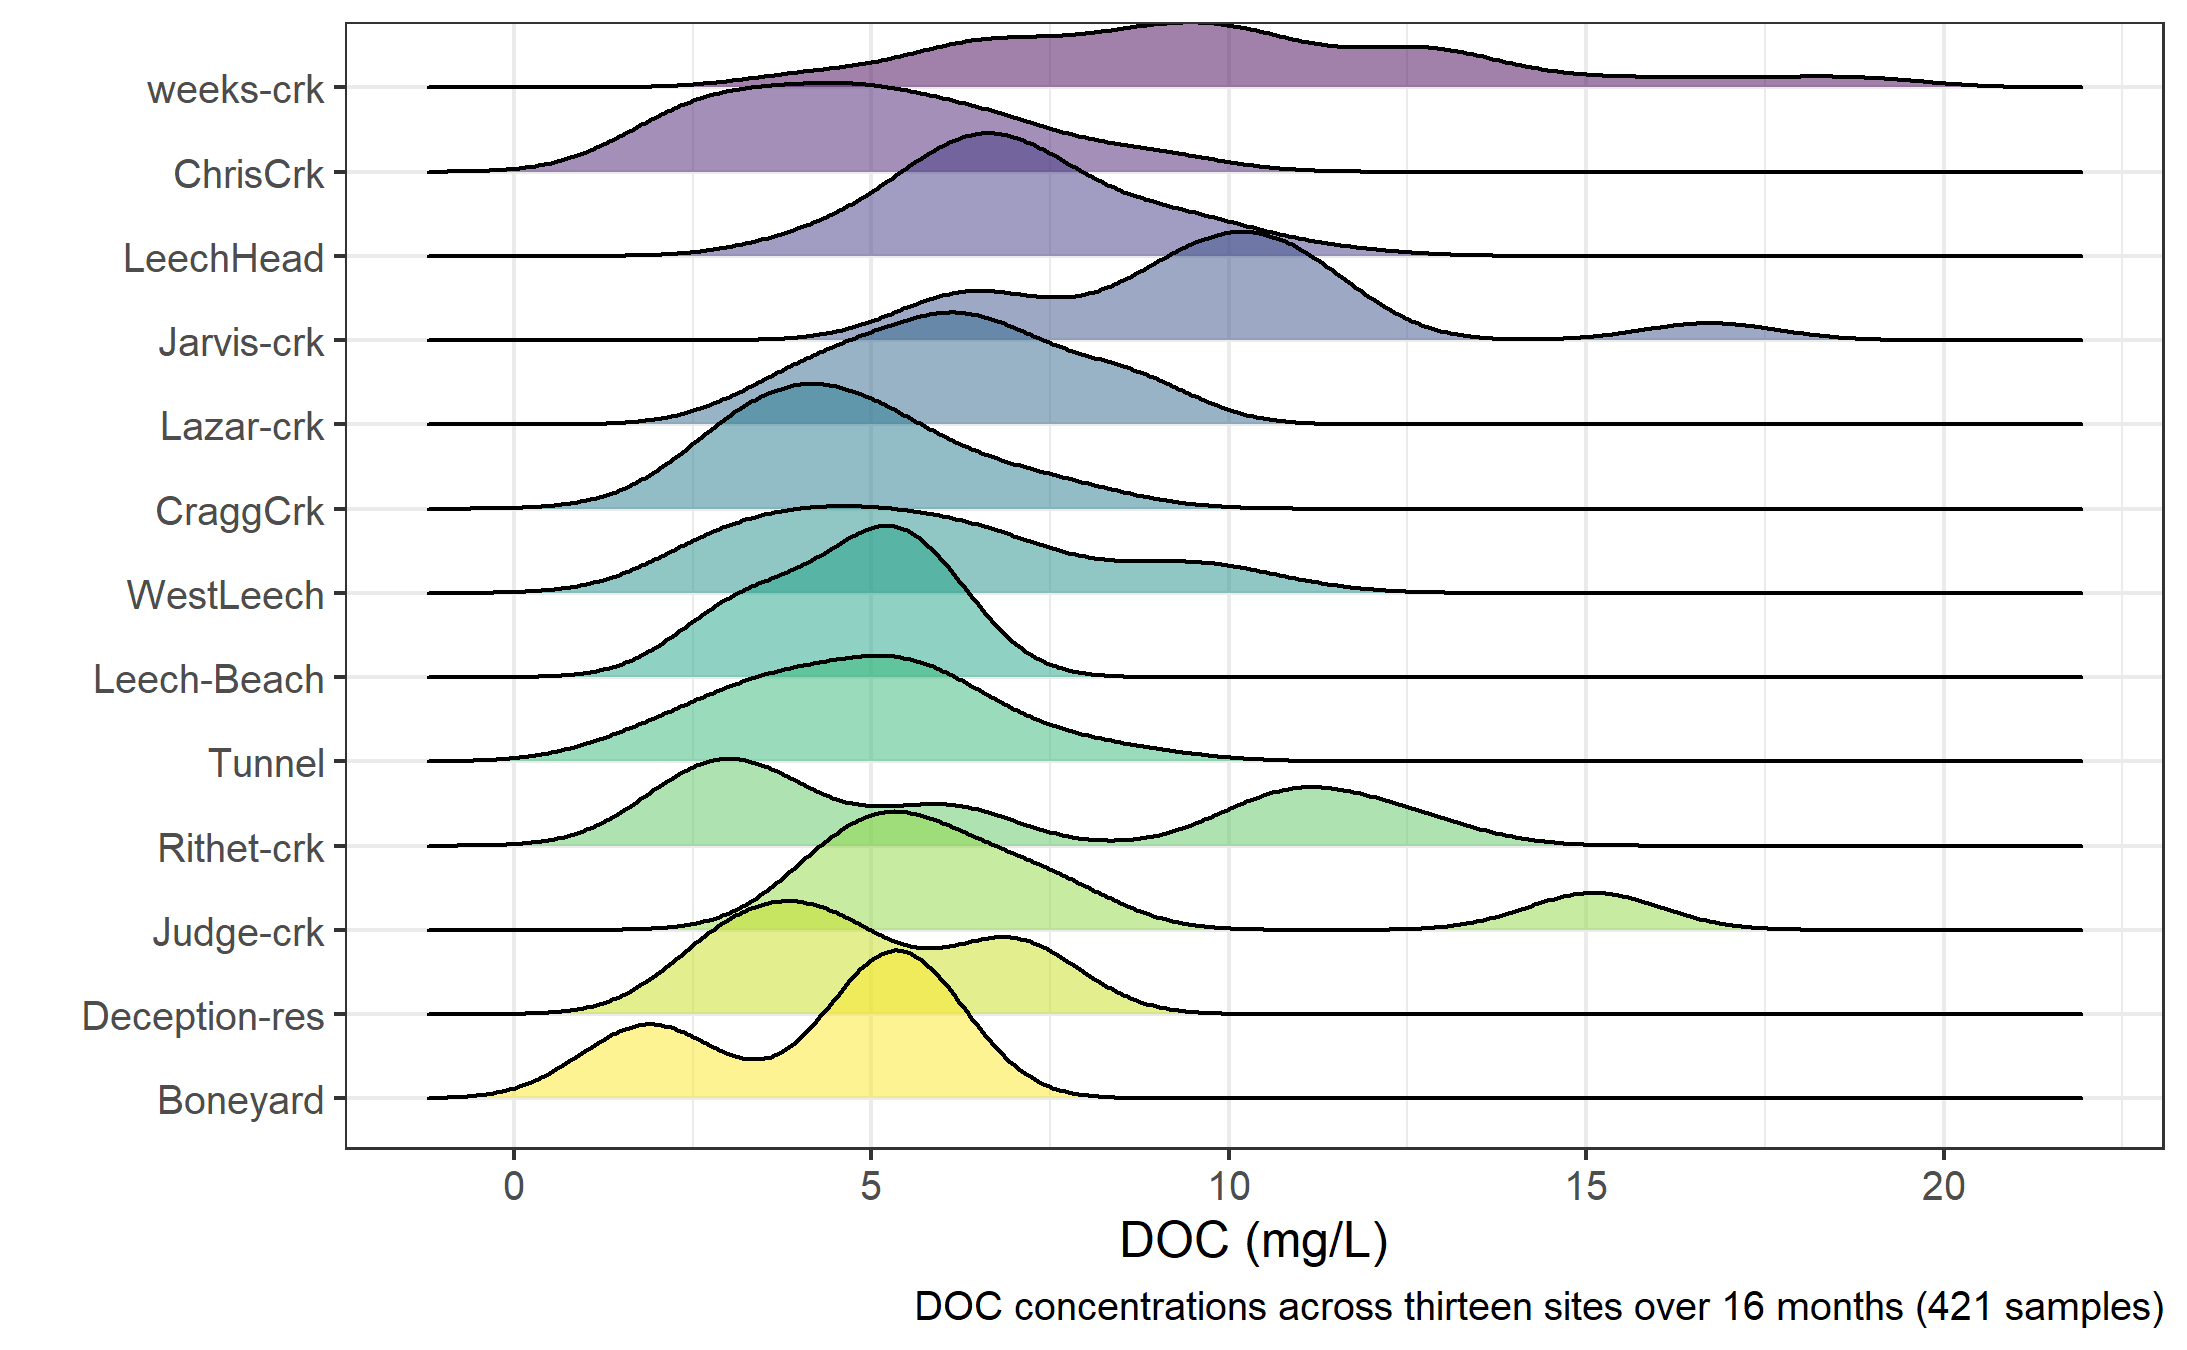 weeks-crk
ChrisCrk
LeechHead
Jarvis-crk
Lazar-crk
CraggCrk
WestLeech
Leech-Beach
Tunnel
Rithet-crk
Judge-crk
Deception-res
Boneyard
0 5 10 15 20
DOC (mg/L)
DOC concentrations across thirteen sites over 16 months (421 samples)